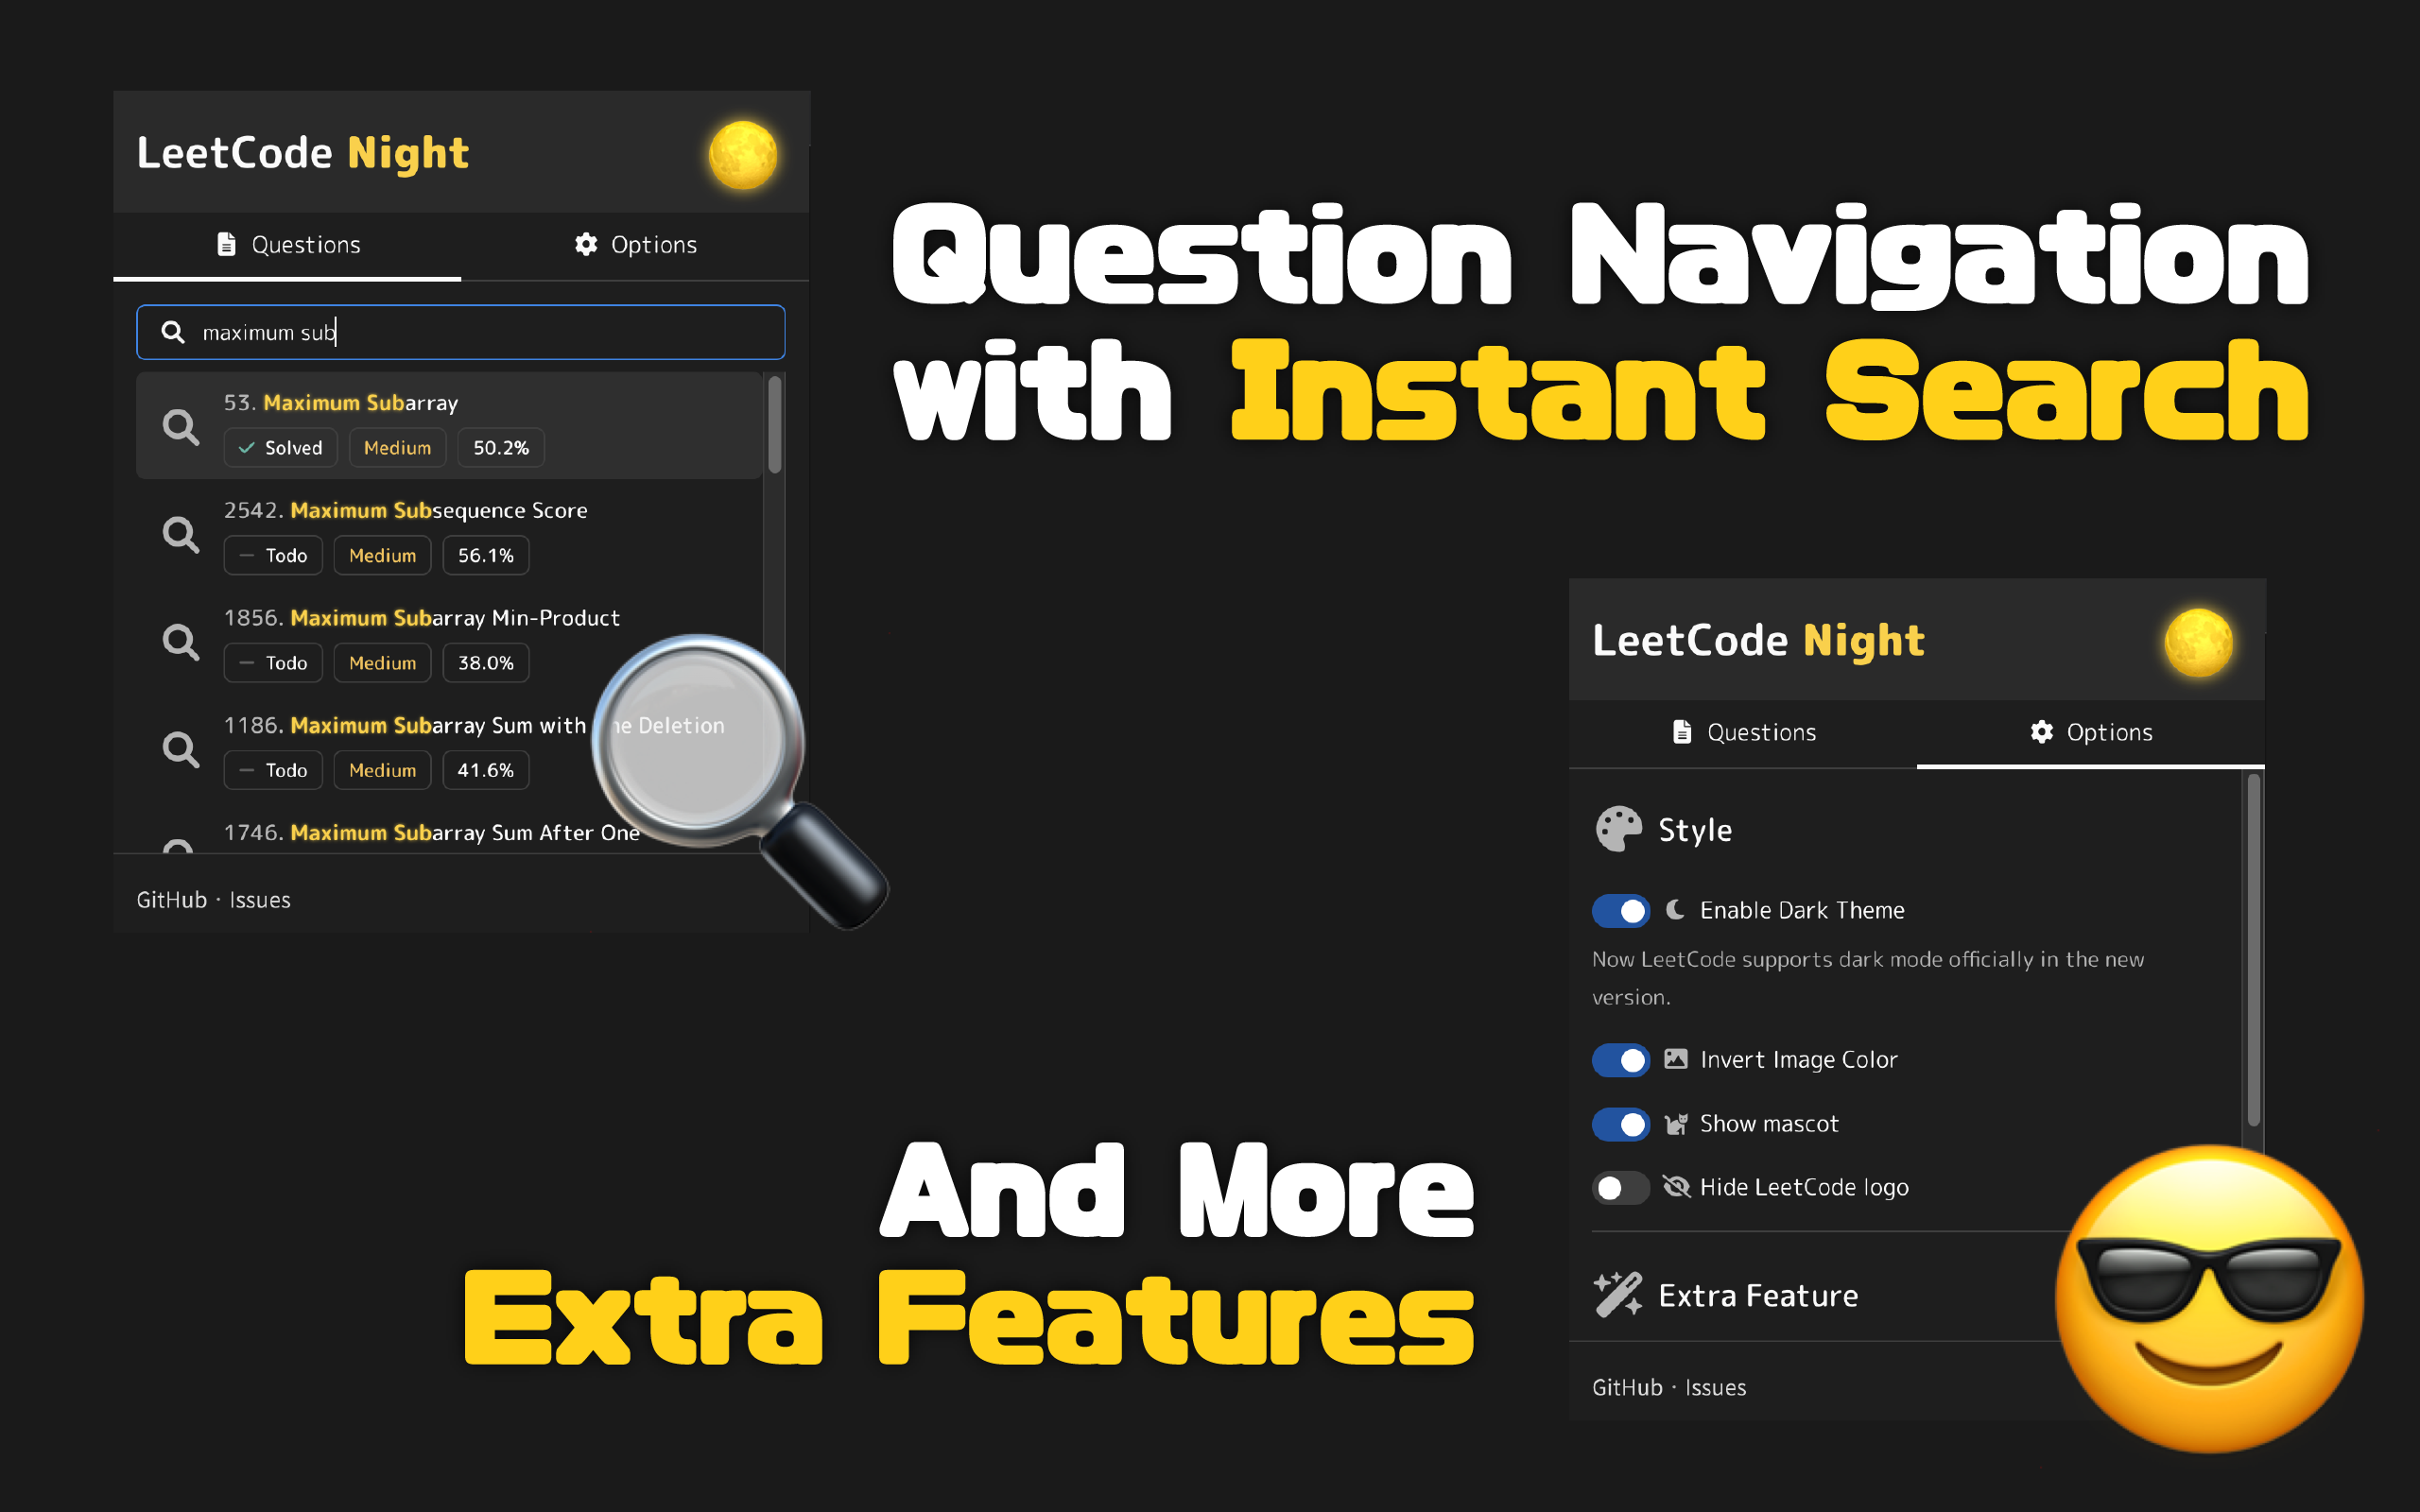 LeetCode Night
Questions
Options
maximum sub
53. Maximum Subarray
Solved Medium 50.2%
2542. Maximum Subsequence Score
Todo Medium 56.1%
1856. Maximum Subarray Min-Product
Todo Medium 38.0%
1186. Maximum Subarray Sum with ne Deletion
Todo Medium 41.6%
1746. Maximum Subarray Sum After One
GitHub · Issues
Question Navigation
with Instant Search
LeetCode Night
Questions
Options
Style
Enable Dark Theme
Now LeetCode supports dark mode officially in the new
version.
Invert Image Color
Show mascot
Hide LeetCode logo
Extra Feature
GitHub · Issues
And More
Extra Features